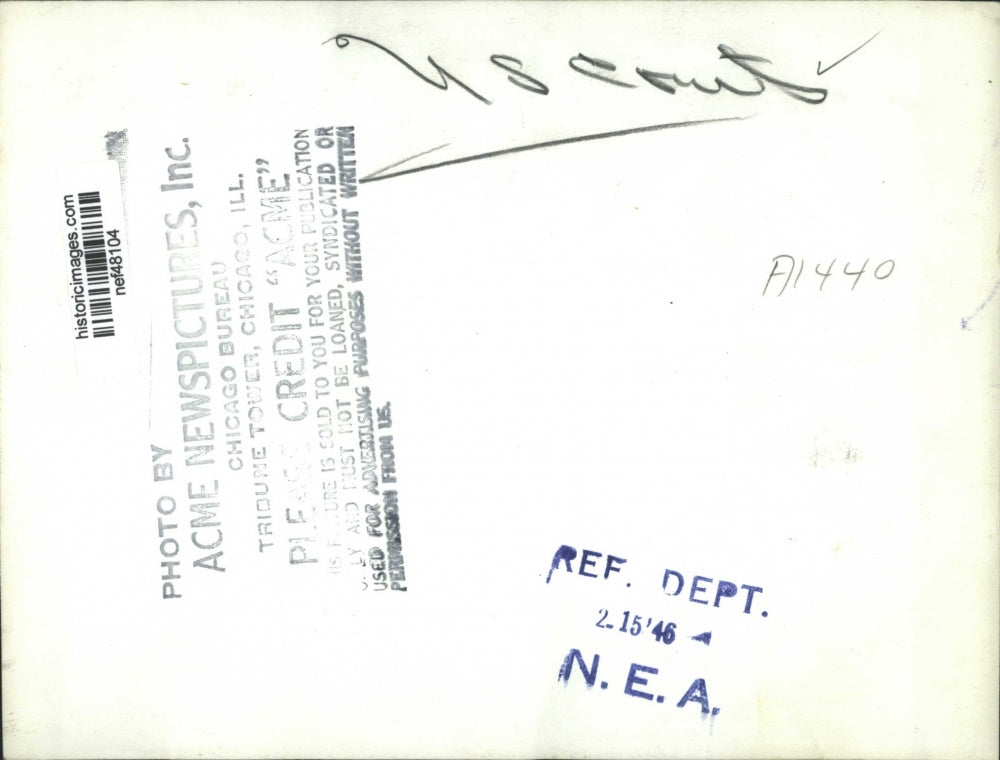 U S Courts
historicimages.com
nef48104
PHOTO BY
ACME NEWSPICTURES, Inc.
CHICAGO BUREAU
TRIBUNE TOWER, CHICAGO, ILL.
PLEASE CREDIT “ACME”
PICTURE IS SOLD TO YOU FOR YOUR PUBLICATION
ONLY AND MUST NOT BE LOANED, SYNDICATED OR
USED FOR ADVERTISING PURPOSES WITHOUT WRITTEN
PERMISSION FROM US.
A1440
REF. DEPT.
2-15'46
N. E. A.